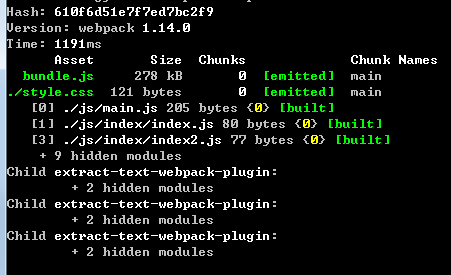 Hash: 610f6d51e7f7ed7bc2f9
Version: webpack 1.14.0
Time: 1191ms
Asset Size Chunks Chunk Names
bundle.js 278 kB 0 [emitted] main
./style.css 121 bytes 0 [emitted] main
[0] ./js/main.js 205 bytes {0} [built]
[1] ./js/index/index.js 80 bytes {0} [built]
[3] ./js/index/index2.js 77 bytes {0} [built]
+ 9 hidden modules
Child extract-text-webpack-plugin:
+ 2 hidden modules
Child extract-text-webpack-plugin:
+ 2 hidden modules
Child extract-text-webpack-plugin:
+ 2 hidden modules